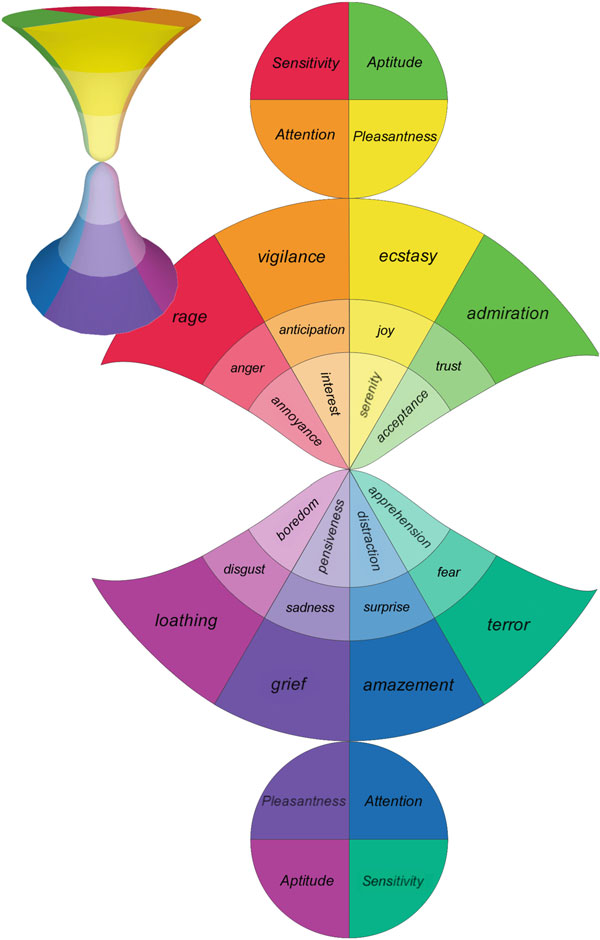 Sensitivity
Aptitude
Attention
Pleasantness
vigilance
ecstasy
rage
admiration
anticipation
joy
anger
trust
interest
serenity
annoyance
acceptance
boredom
pensiveness
distraction
apprehension
disgust
fear
sadness
surprise
loathing
terror
grief
amazement
Pleasantness
Attention
Aptitude
Sensitivity